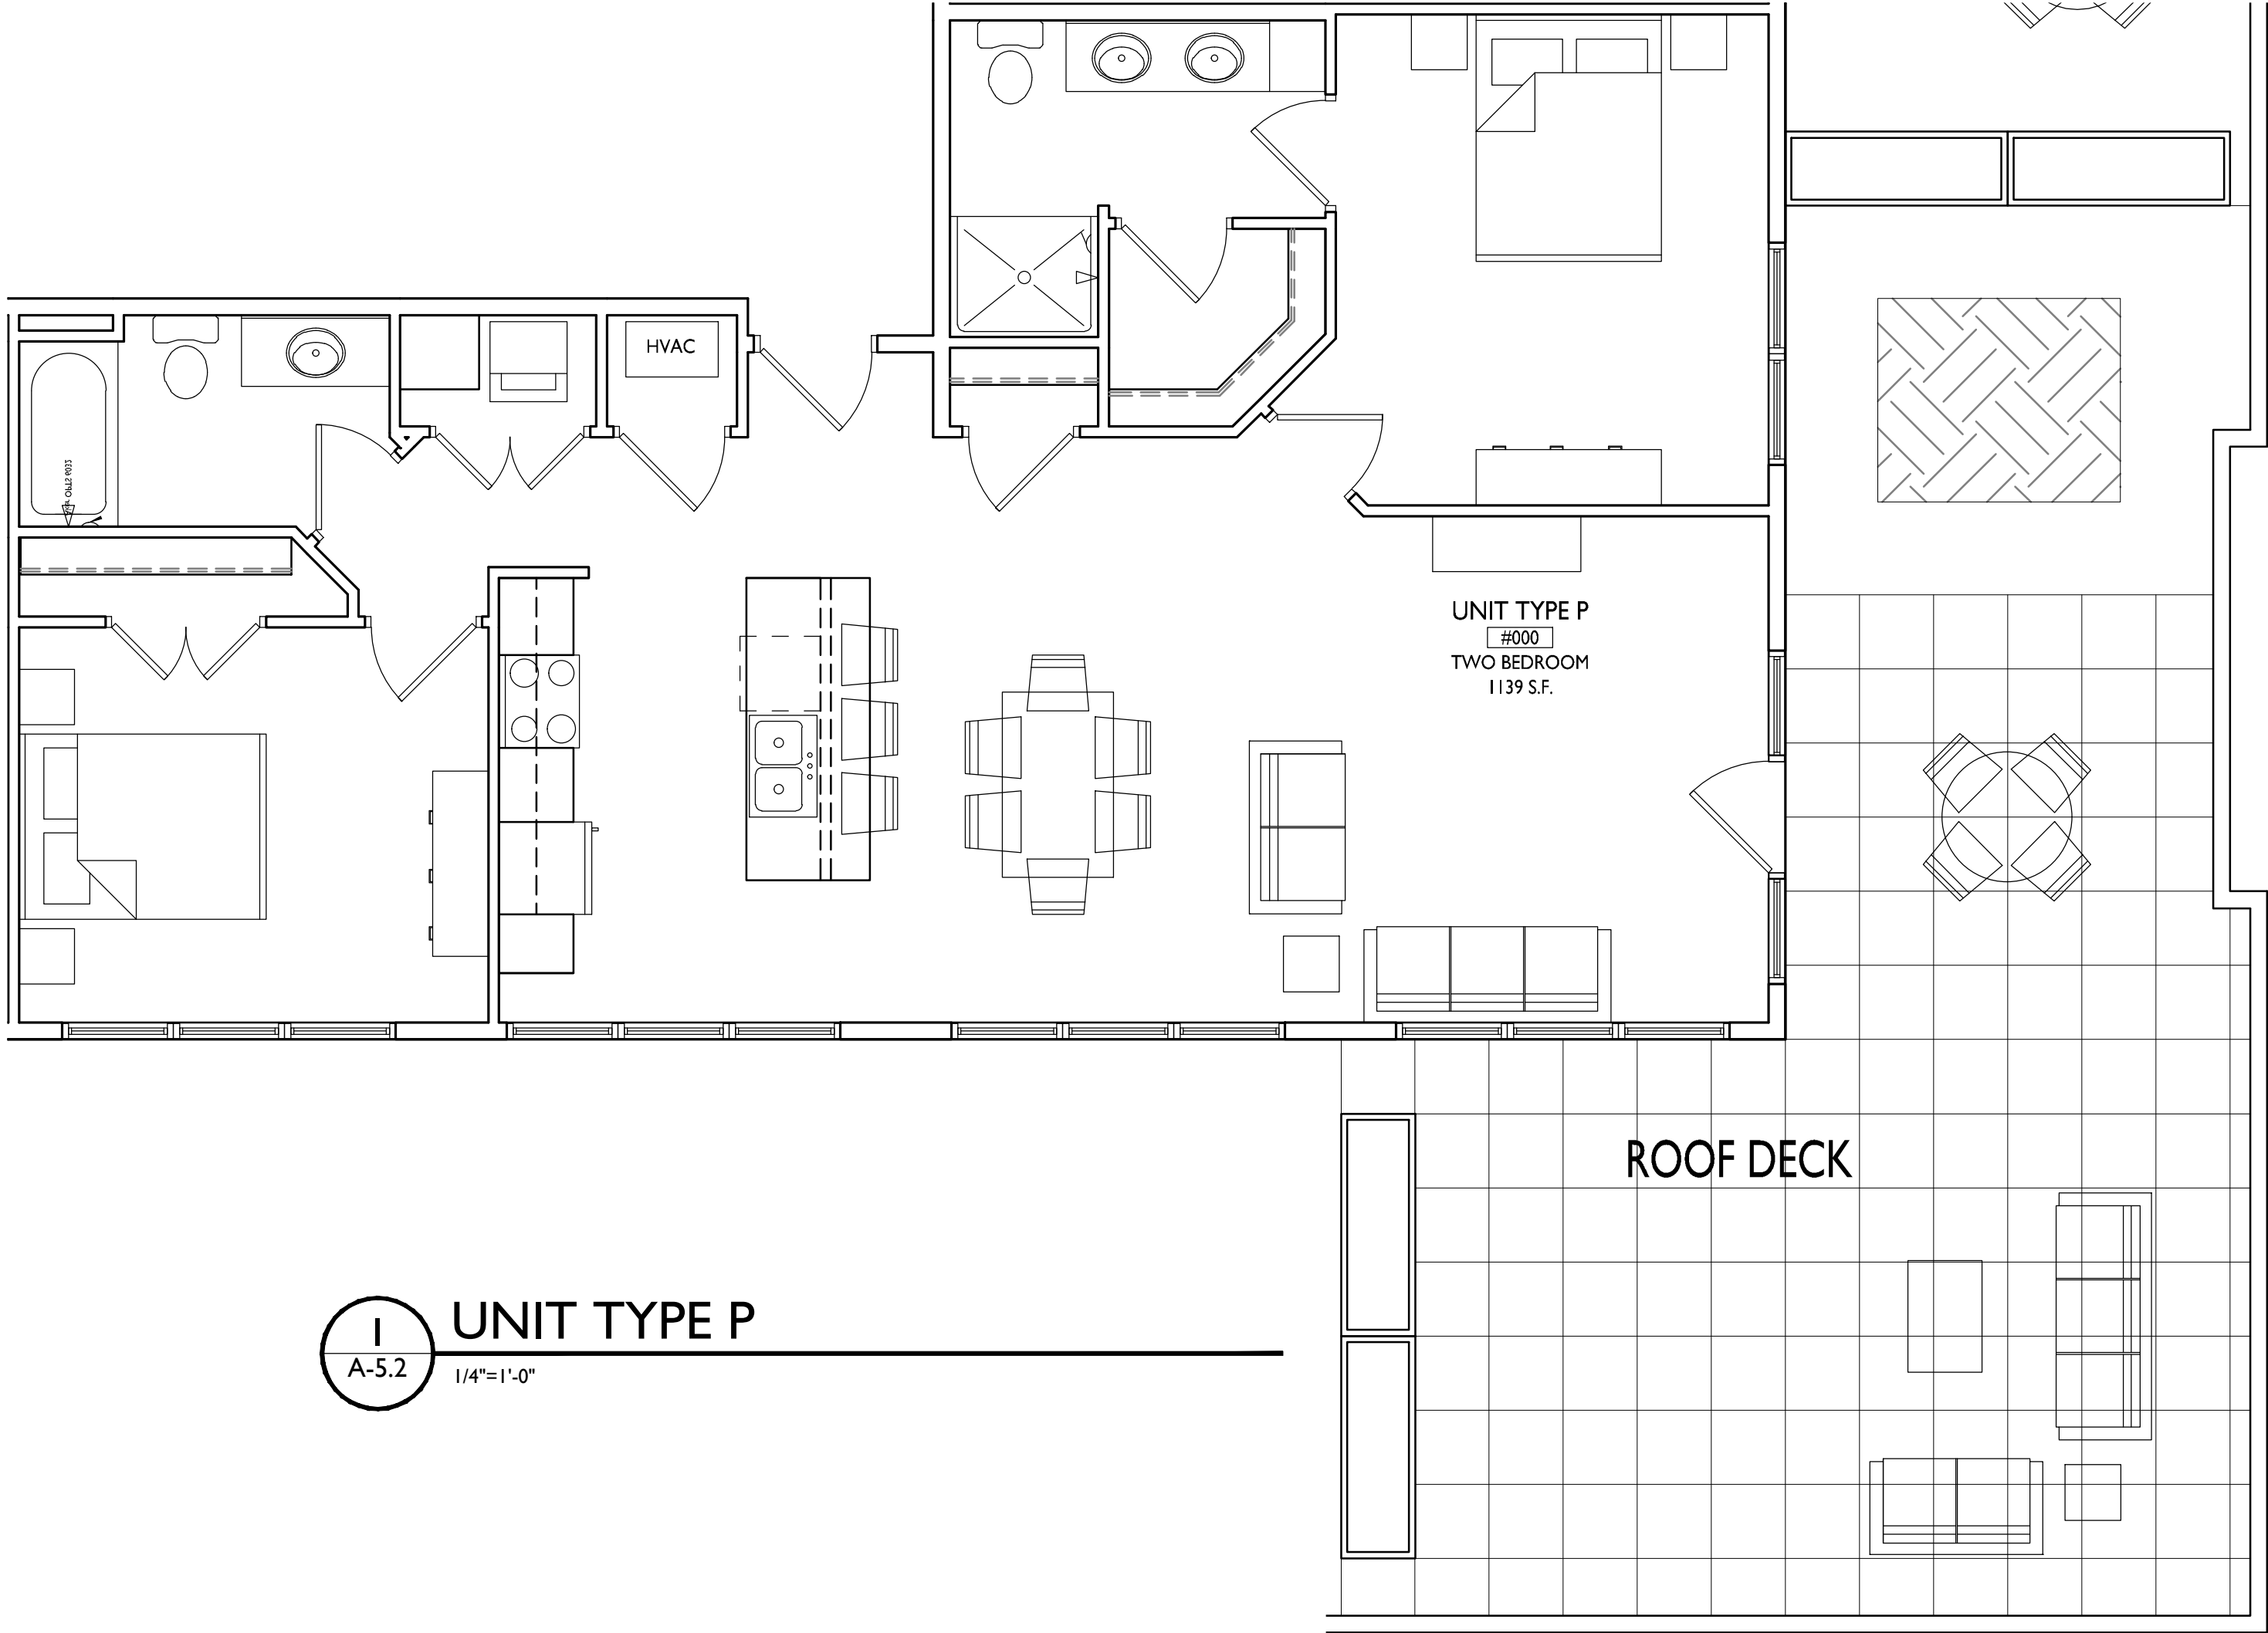 HVAC
UNIT TYPE P
#000
TWO BEDROOM
1139 S.F.
ROOF DECK
1
A-5.2
UNIT TYPE P
1/4"=1'-0"